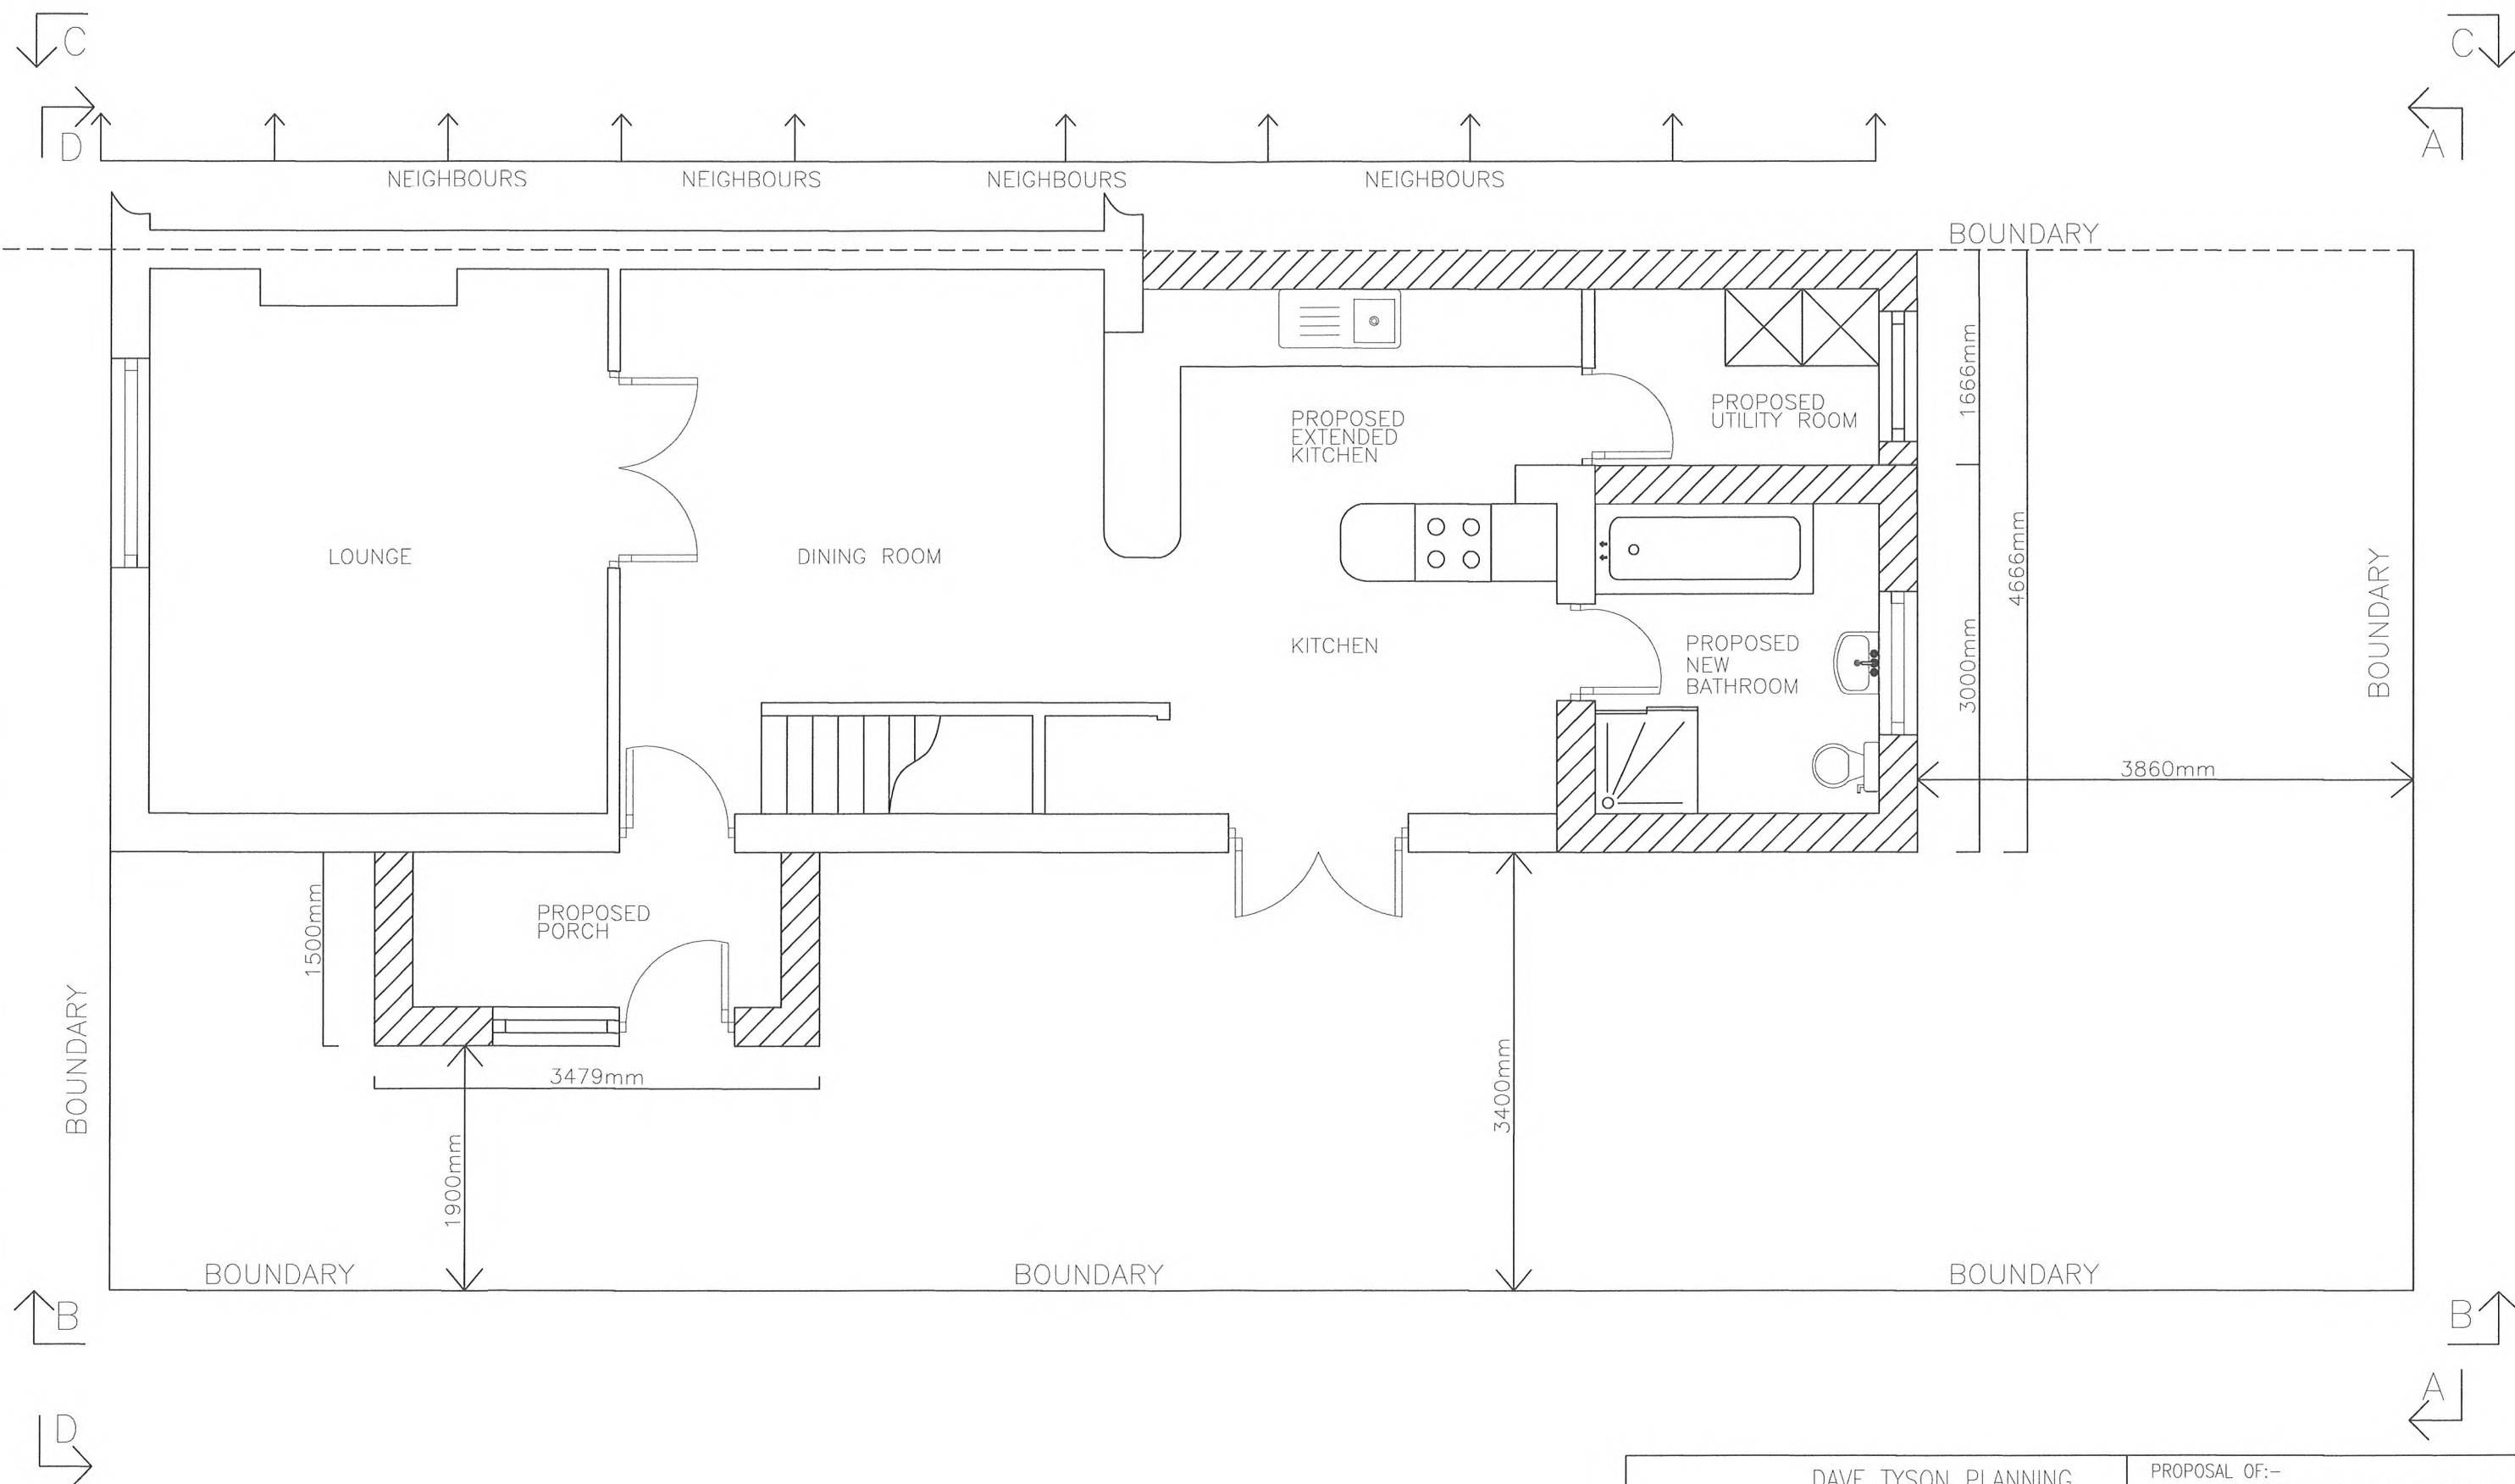 C
C
D
A
NEIGHBOURS
NEIGHBOURS
NEIGHBOURS
NEIGHBOURS
BOUNDARY
1666mm
PROPOSED
UTILITY ROOM
PROPOSED
EXTENDED
KITCHEN
LOUNGE
DINING ROOM
4666mm
BOUNDARY
KITCHEN
PROPOSED
NEW
BATHROOM
3000mm
3860mm
PROPOSED
PORCH
1500mm
BOUNDARY
3479mm
3400mm
1900mm
BOUNDARY
BOUNDARY
BOUNDARY
B
B
A
D
DAVE TYSON PLANNING
PROPOSAL OF:-